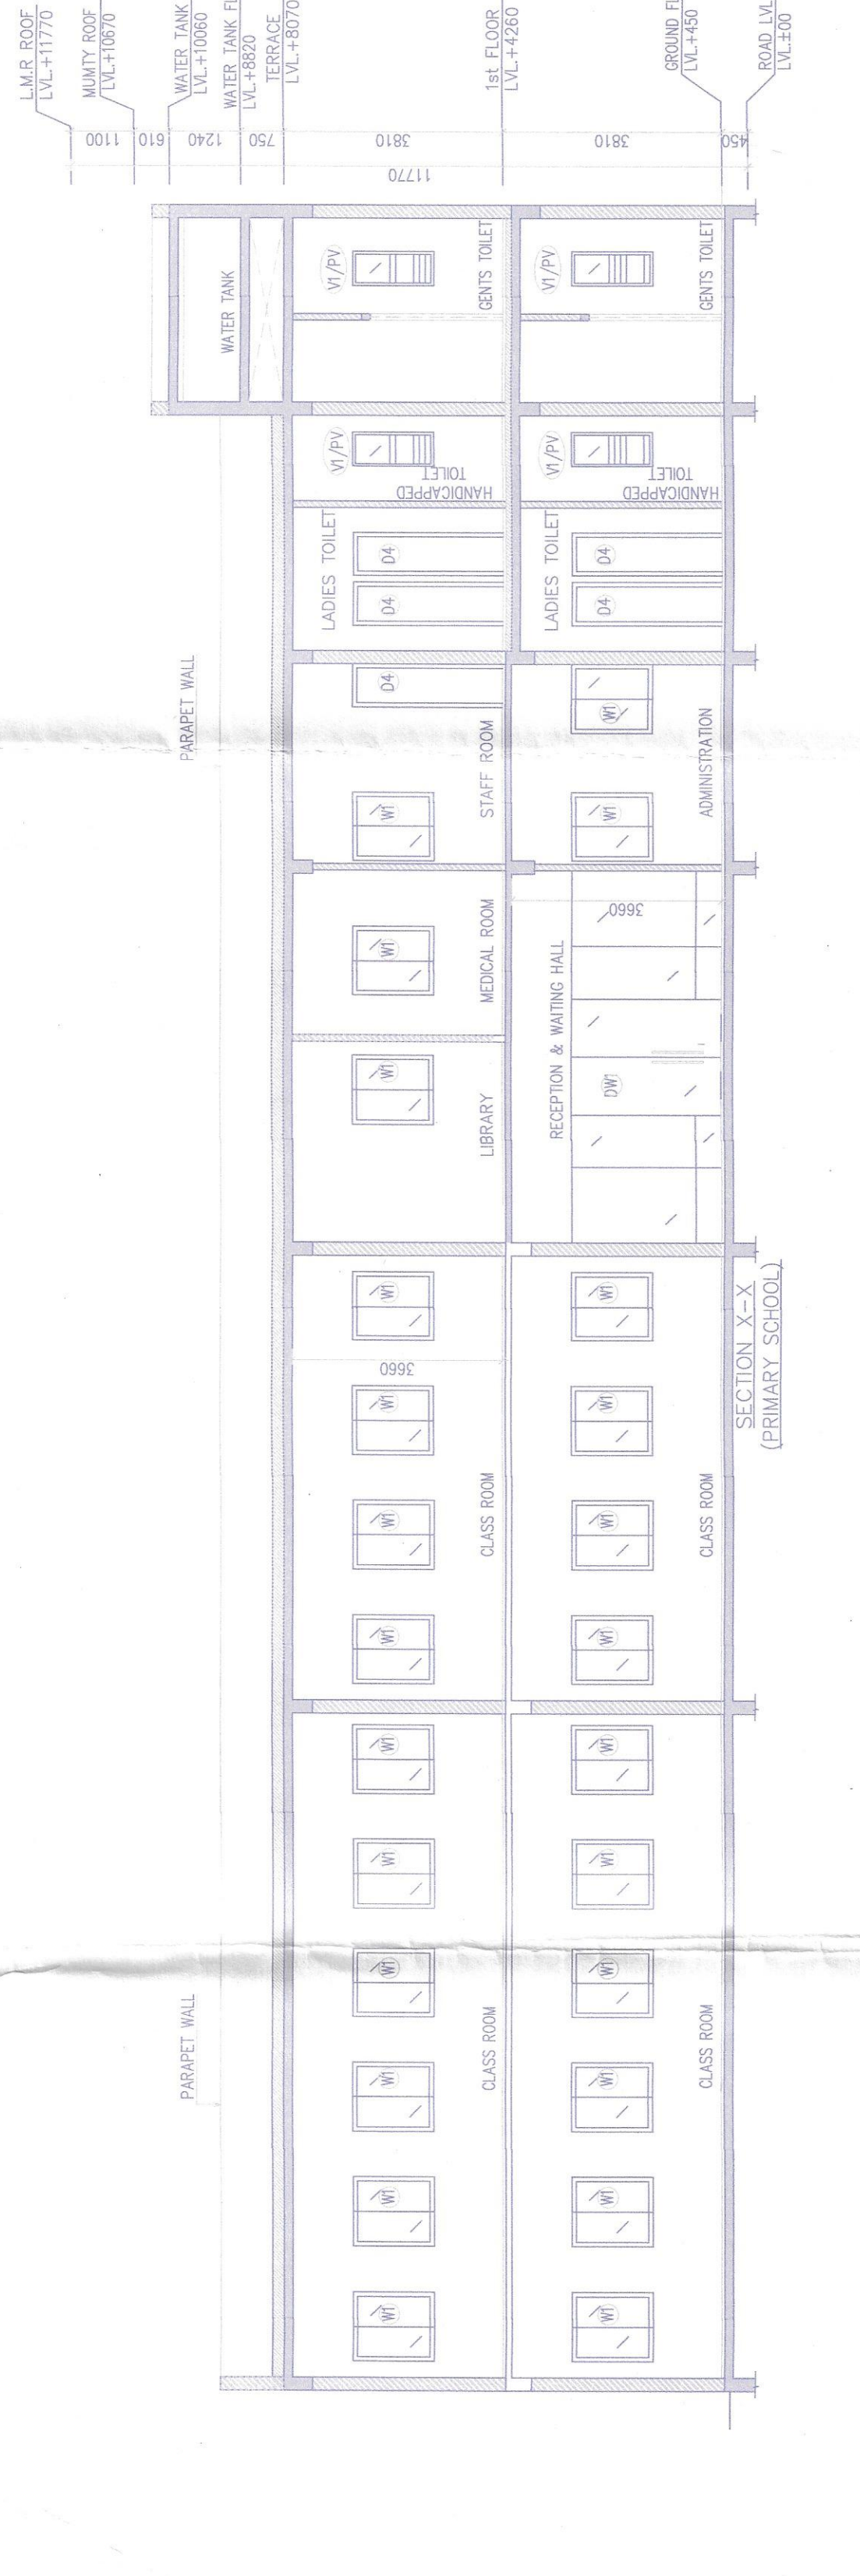 L.M.R ROOF
LVL.+11770
MUMTY ROOF
LVL.+10670
WATER TANK
LVL.+10060
WATER TANK
LVL.+8820
TERRACE
LVL.+8070
1st FLOOR
LVL.+4260
GROUND
LVL.+450
ROAD LVL
LVL.±00
1100
610
1240
750
3810
3810
450
11770
PARAPET WALL
PARAPET WALL
WATER TANK
W1
W1
W1
W1
W1
W1
CLASS ROOM
W1
W1
W1
W1
CLASS ROOM
3660
W1
LIBRARY
W1
MEDICAL ROOM
W1
D4
STAFF ROOM
LADIES TOILET
D4
D4
HANDICAPPED
TOILET
V1/PV
V1/PV
GENTS TOILET
W1
W1
W1
W1
W1
W1
CLASS ROOM
W1
W1
W1
W1
CLASS ROOM
RECEPTION & WAITING HALL
DW1
3660
W1
W1
ADMINISTRATION
LADIES TOILET
D4
D4
HANDICAPPED
TOILET
V1/PV
V1/PV
GENTS TOILET
SECTION X-X
(PRIMARY SCHOOL)